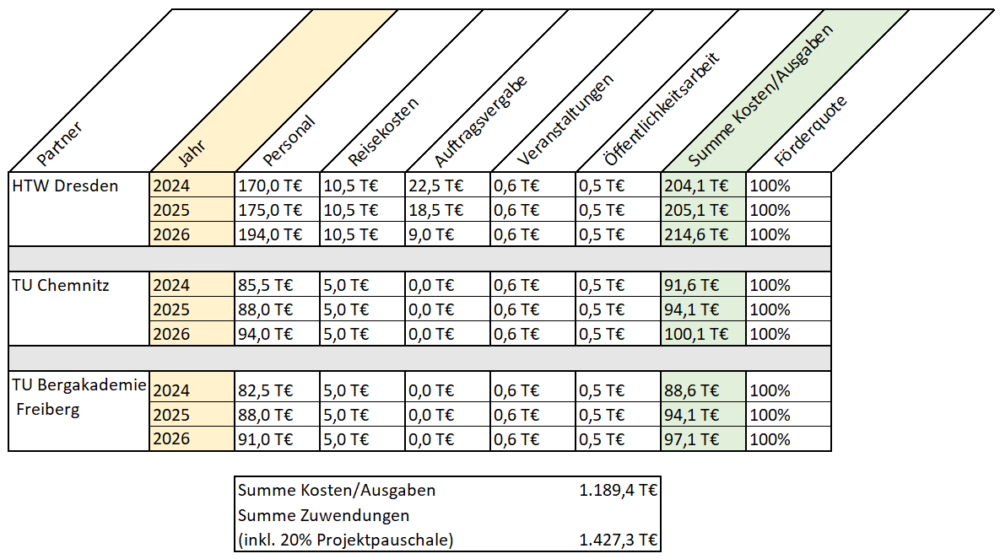 Partner Jahr Personal Reisekosten Auftragsvergabe Veranstaltungen Öffentlichkeitsarbeit Summe Kosten/Ausgaben Förderquote
HTW Dresden 2024 170,0 T€ 10,5 T€ 22,5 T€ 0,6 T€ 0,5 T€ 204,1 T€ 100%
2025 175,0 T€ 10,5 T€ 18,5 T€ 0,6 T€ 0,5 T€ 205,1 T€ 100%
2026 194,0 T€ 10,5 T€ 9,0 T€ 0,6 T€ 0,5 T€ 214,6 T€ 100%
TU Chemnitz 2024 85,5 T€ 5,0 T€ 0,0 T€ 0,6 T€ 0,5 T€ 91,6 T€ 100%
2025 88,0 T€ 5,0 T€ 0,0 T€ 0,6 T€ 0,5 T€ 94,1 T€ 100%
2026 94,0 T€ 5,0 T€ 0,0 T€ 0,6 T€ 0,5 T€ 100,1 T€ 100%
TU Bergakademie 2024 82,5 T€ 5,0 T€ 0,0 T€ 0,6 T€ 0,5 T€ 88,6 T€ 100%
Freiberg 2025 88,0 T€ 5,0 T€ 0,0 T€ 0,6 T€ 0,5 T€ 94,1 T€ 100%
2026 91,0 T€ 5,0 T€ 0,0 T€ 0,6 T€ 0,5 T€ 97,1 T€ 100%
Summe Kosten/Ausgaben 1.189,4 T€
Summe Zuwendungen
(inkl. 20% Projektpauschale) 1.427,3 T€